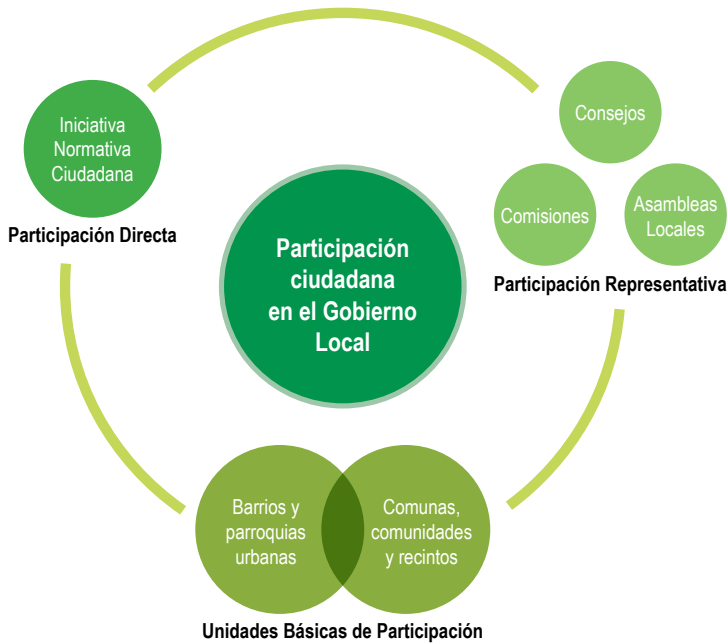 Iniciativa
Normativa
Ciudadana
Participación Directa
Consejos
Comisiones
Asambleas
Locales
Participación Representativa
Participación
ciudadana
en el Gobierno
Local
Barrios y
parroquias
urbanas
Comunas,
comunidades
y recintos
Unidades Básicas de Participación